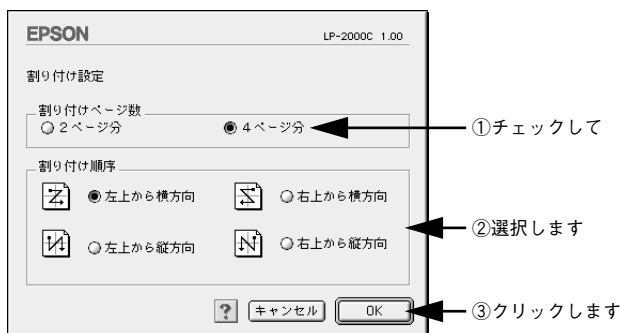 EPSON LP-2000C 1.00
割り付け設定
割り付けページ数
2ページ分 4ページ分 ①チェックして
割り付け順序
左上から横方向 右上から横方向
②選択します
左上から縦方向 右上から縦方向
? キャンセル OK ③クリックします